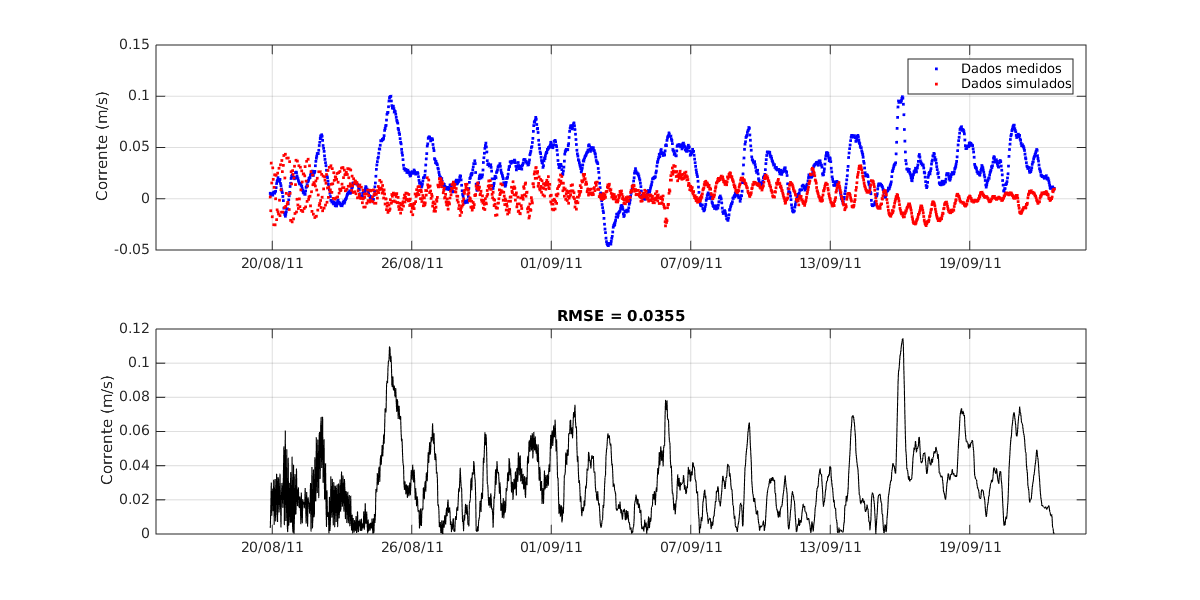 0.15
0.1
0.05
0
-0.05
Corrente (m/s)
Dados medidos
Dados simulados
20/08/11 26/08/11 01/09/11 07/09/11 13/09/11 19/09/11
RMSE = 0.0355
0.12
0.1
0.08
0.06
0.04
0.02
0
Corrente (m/s)
20/08/11 26/08/11 01/09/11 07/09/11 13/09/11 19/09/11